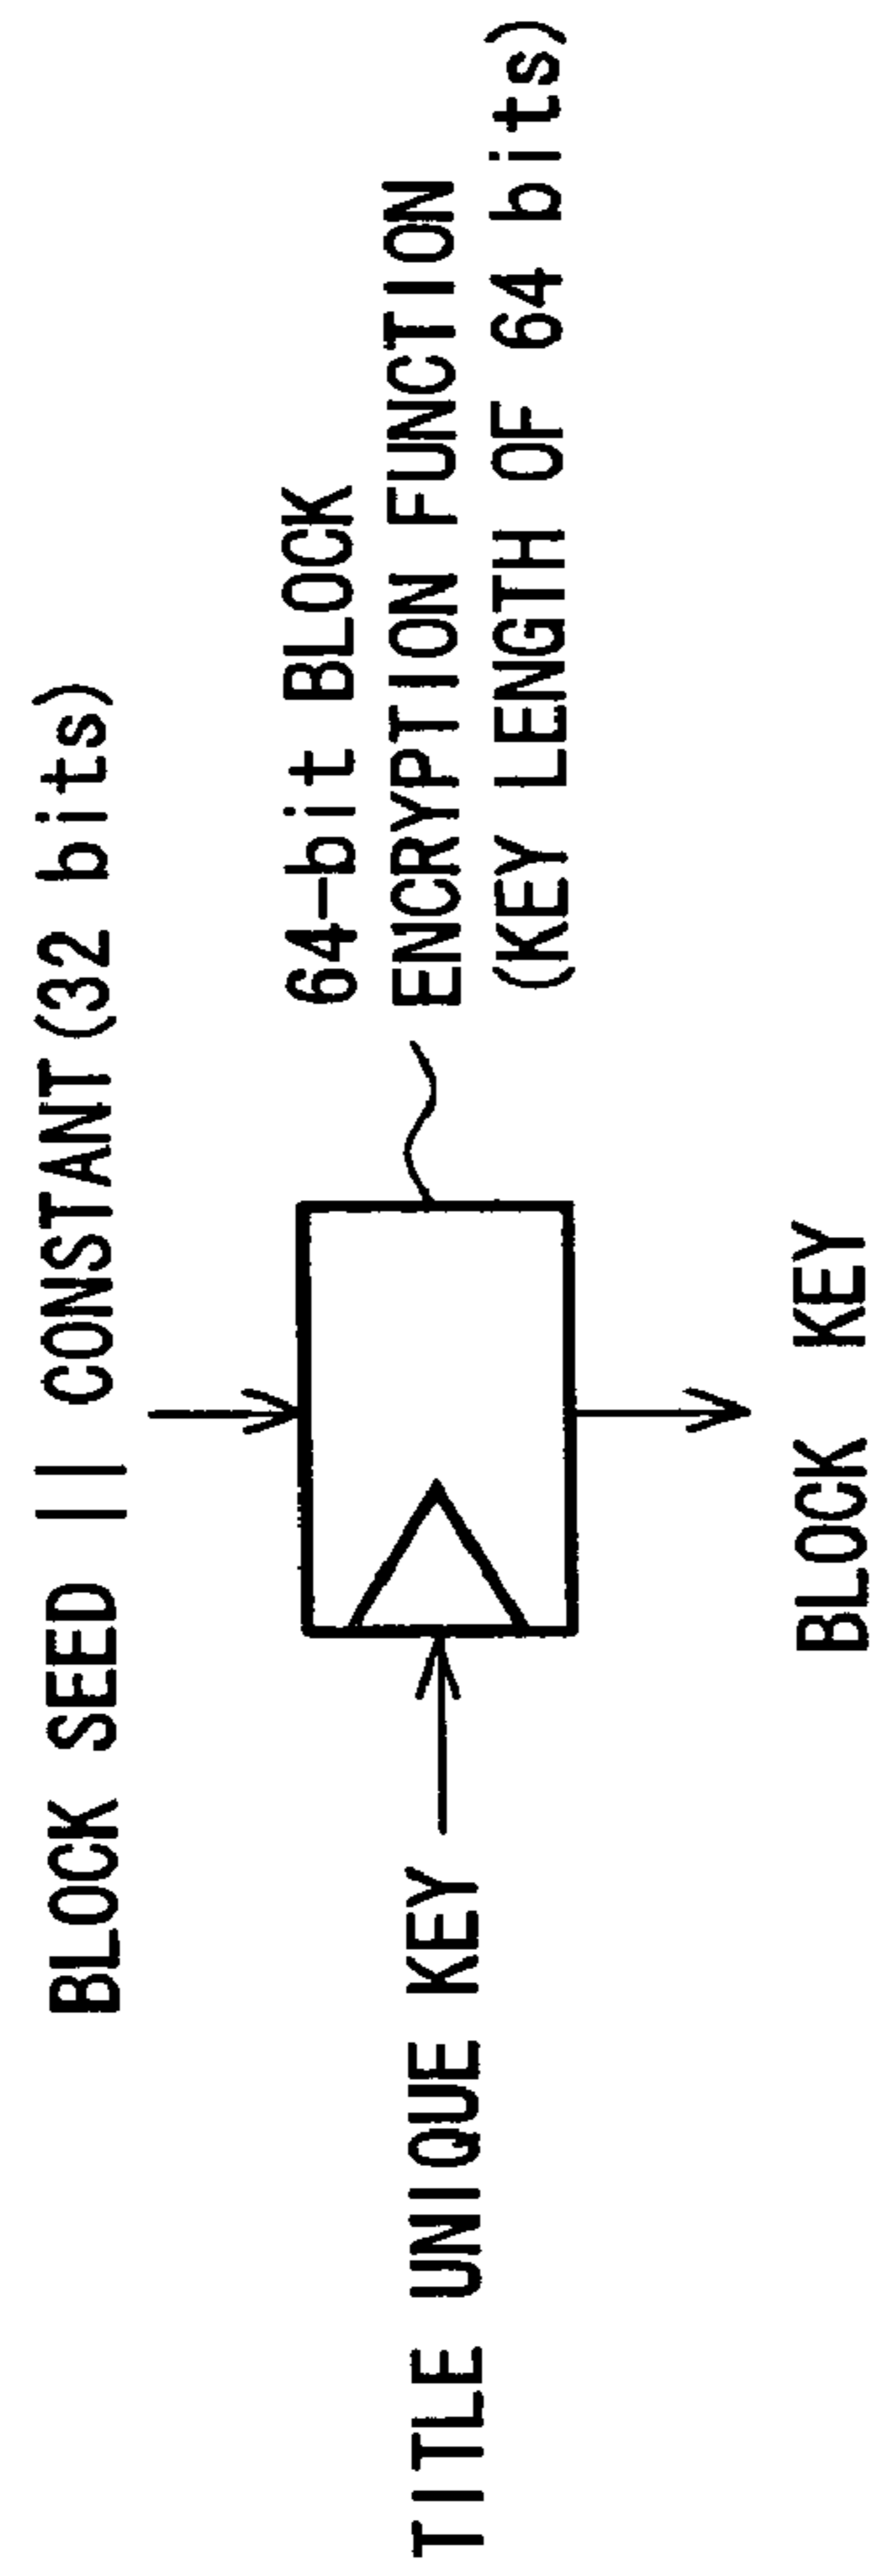 BLOCK SEED || CONSTANT(32 bits)
64-bit BLOCK
ENCRYPTION FUNCTION
(KEY LENGTH OF 64 bits)
TITLE UNIQUE KEY
BLOCK KEY